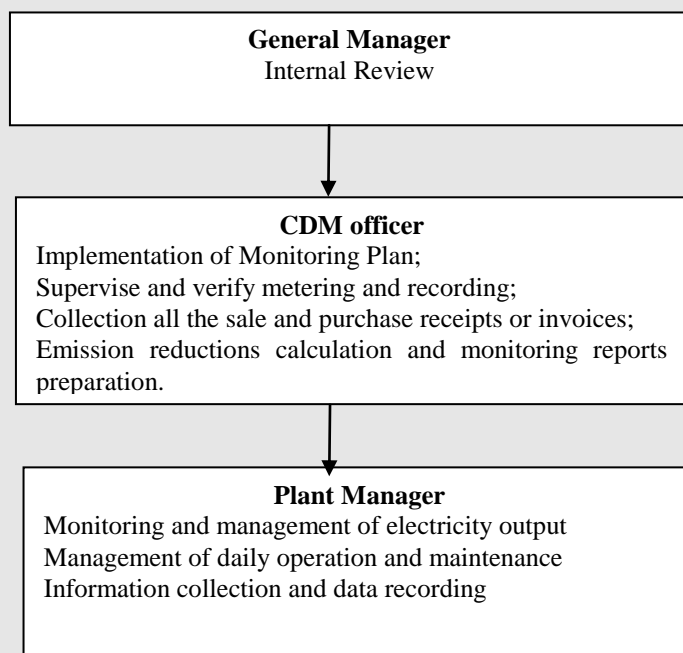 General Manager
Internal Review
CDM officer
Implementation of Monitoring Plan;
Supervise and verify metering and recording;
Collection all the sale and purchase receipts or invoices;
Emission reductions calculation and monitoring reports
preparation.
Plant Manager
Monitoring and management of electricity output
Management of daily operation and maintenance
Information collection and data recording